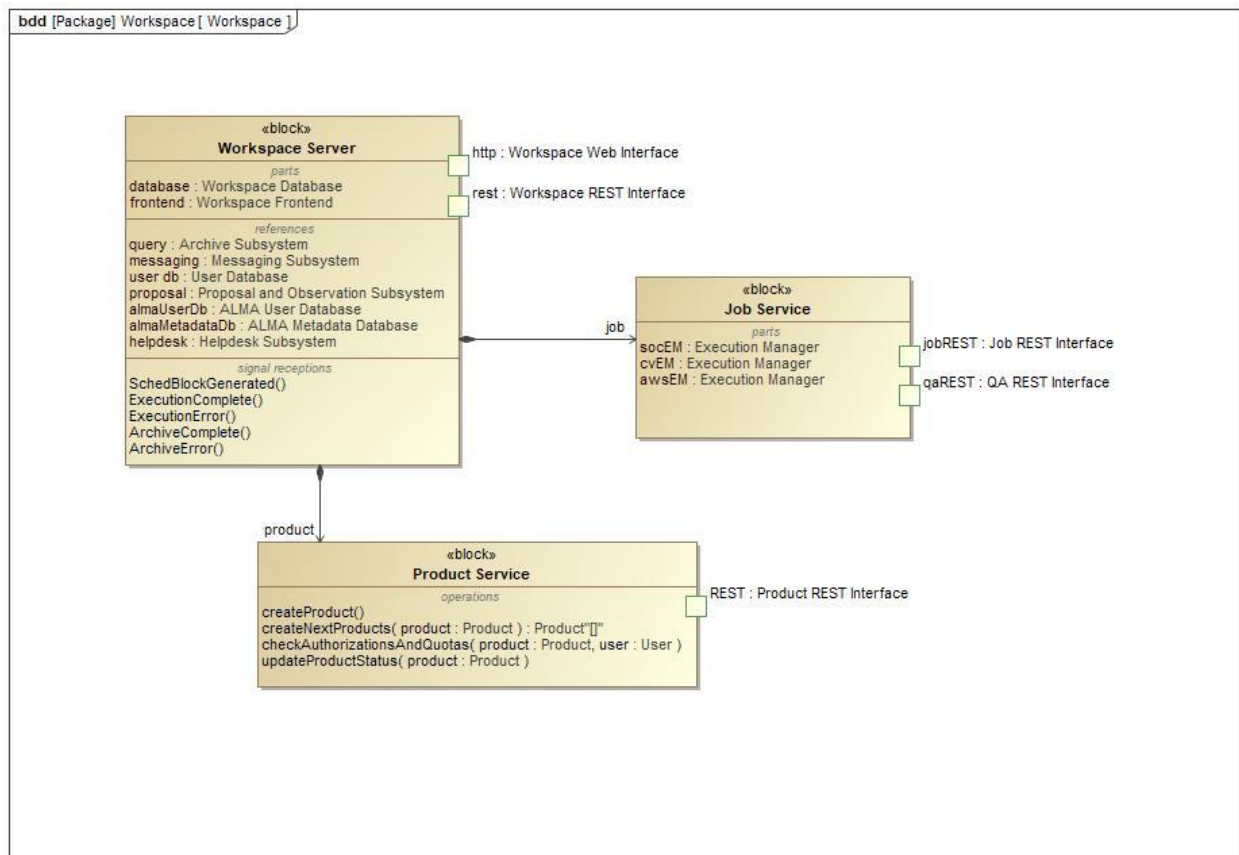 bdd [Package] Workspace [ Workspace ]
«block»
Workspace Server
parts
database : Workspace Database
frontend : Workspace Frontend
references
query : Archive Subsystem
messaging : Messaging Subsystem
user db : User Database
proposal : Proposal and Observation Subsystem
almaUserDb : ALMA User Database
almaMetadataDb : ALMA Metadata Database
helpdesk : Helpdesk Subsystem
signal receptions
SchedBlockGenerated()
ExecutionComplete()
ExecutionError()
ArchiveComplete()
ArchiveError()
http : Workspace Web Interface
rest : Workspace REST Interface
job
«block»
Job Service
parts
socEM : Execution Manager
cvEM : Execution Manager
awsEM : Execution Manager
jobREST : Job REST Interface
qaREST : QA REST Interface
product
«block»
Product Service
operations
createProduct()
createNextProducts( product : Product ) : Product"[]"
checkAuthorizationsAndQuotas( product : Product, user : User )
updateProductStatus( product : Product )
REST : Product REST Interface